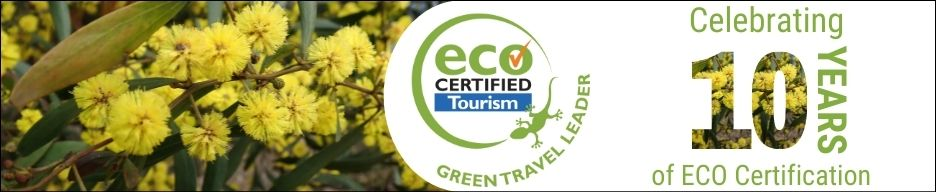 eco
CERTIFIED
Tourism
GREEN TRAVEL LEADER
Celebrating
10 YEARS
of ECO Certification